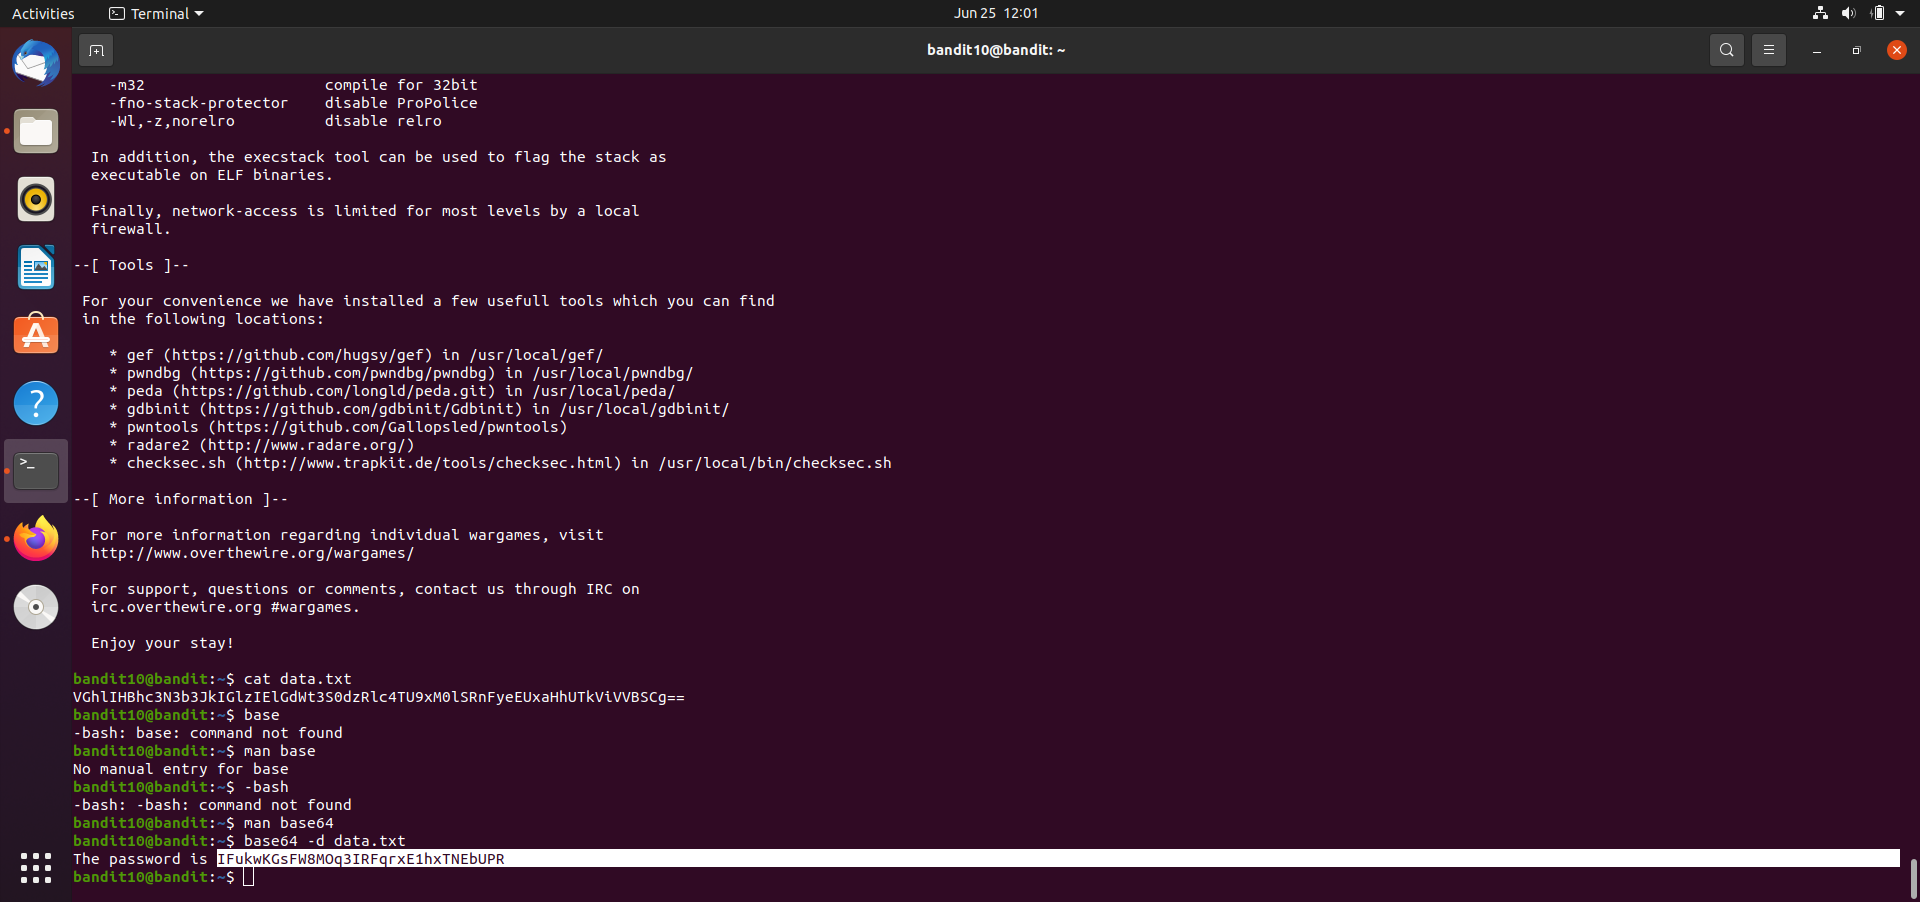 Activities
Terminal
Jun 25 12:01
bandit10@bandit: ~
-m32 compile for 32bit
-fno-stack-protector disable ProPolice
-Wl,-z,norelro disable relro
In addition, the execstack tool can be used to flag the stack as
executable on ELF binaries.
Finally, network-access is limited for most levels by a local
firewall.
--[ Tools ]--
For your convenience we have installed a few usefull tools which you can find
in the following locations:
* gef (https://github.com/hugsy/gef) in /usr/local/gef/
* pwndbg (https://github.com/pwndbg/pwndbg) in /usr/local/pwndbg/
* peda (https://github.com/longld/peda.git) in /usr/local/peda/
* gdbinit (https://github.com/gdbinit/Gdbinit) in /usr/local/gdbinit/
* pwntools (https://github.com/Gallopsled/pwntools)
* radare2 (http://www.radare.org/)
* checksec.sh (http://www.trapkit.de/tools/checksec.html) in /usr/local/bin/checksec.sh
--[ More information ]--
For more information regarding individual wargames, visit
http://www.overthewire.org/wargames/
For support, questions or comments, contact us through IRC on
irc.overthewire.org #wargames.
Enjoy your stay!
bandit10@bandit:~$ cat data.txt
VGhlIHBhc3N3b3JkIGlzIElGdWt3S0dzRlc4TU9xM0lSRnFyeEUxaHhUTkViVVBSCg==
bandit10@bandit:~$ base
-bash: base: command not found
bandit10@bandit:~$ man base
No manual entry for base
bandit10@bandit:~$ -bash
-bash: -bash: command not found
bandit10@bandit:~$ man base64
bandit10@bandit:~$ base64 -d data.txt
The password is IFukwKGsFW8MOq3IRFqrxE1hxTNEbUPR
bandit10@bandit:~$